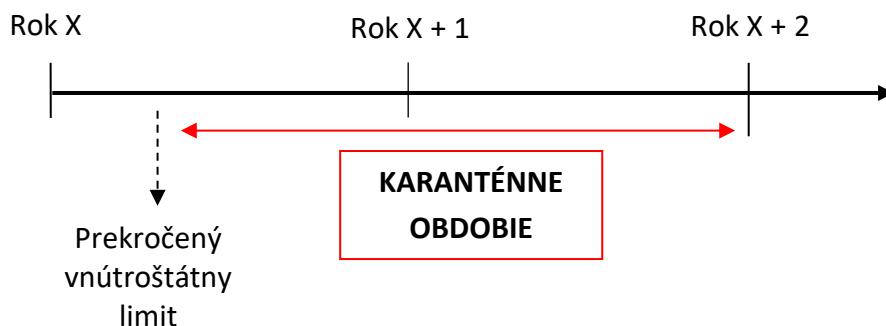 Rok X
Rok X + 1
Rok X + 2
KARANTÉNNE
OBDOBIE
Prekročený
vnútroštátny
limit